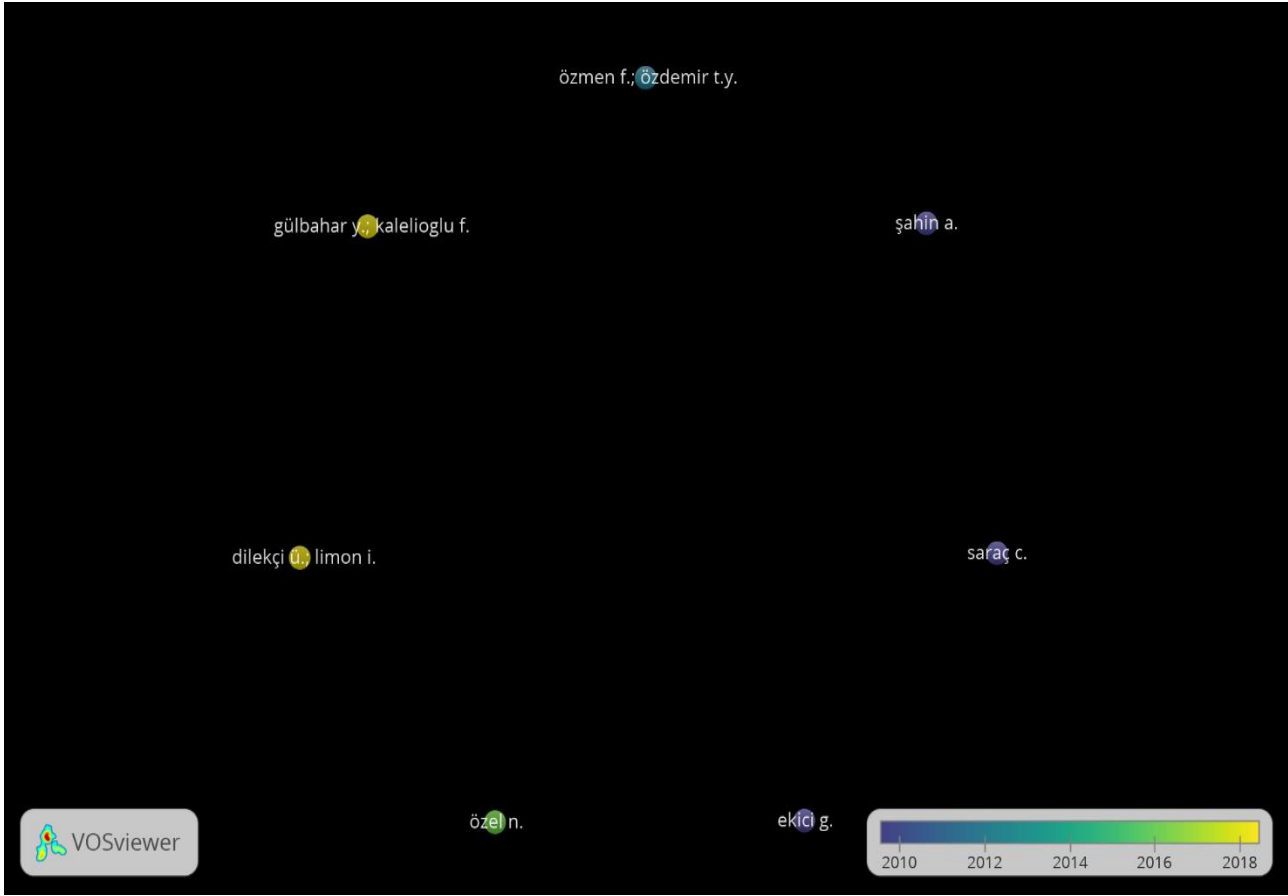 özmen f.; özdemir t.y.
gülbahar y.; kalelioglu f.
şahin a.
dilekçi ü.; limon i.
saraç c.
özel n.
ekici g.
VOSviewer
2010 2012 2014 2016 2018